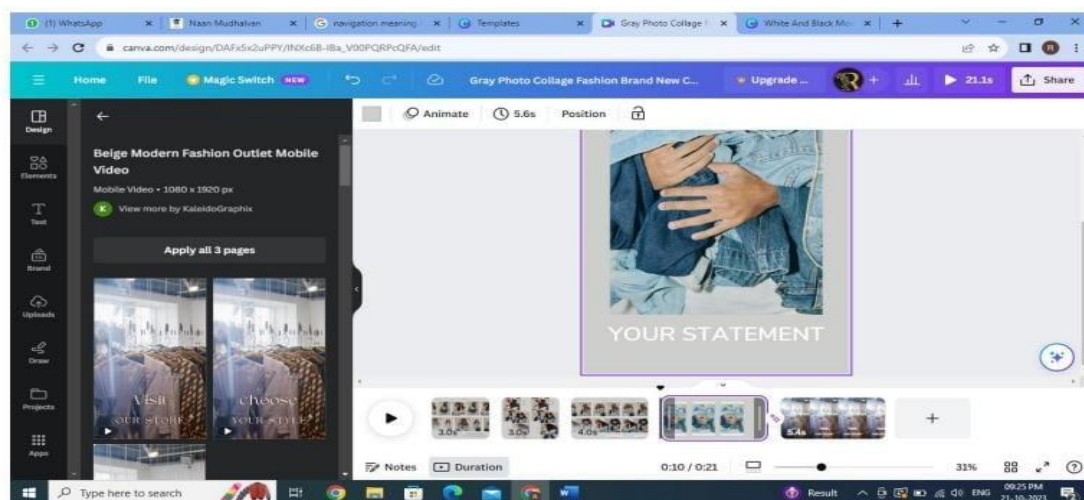 (1) WhatsApp
Naan Mudhalvan
navigation meaning
Templates
Gray Photo Collage
White And Black Mo
canva.com/design/DAFx5x2uPPY/INXc6B-IBa_V00PQRPcQFA/edit
Home File Magic Switch NEW Gray Photo Collage Fashion Brand New C... Upgrade ... 21.1s Share
Design
Elements
Text
Brand
Uploads
Draw
Projects
Apps
Beige Modern Fashion Outlet Mobile
Video
Mobile Video • 1080 x 1920 px
K View more by KaleidoGraphix
Apply all 3 pages
Visit
OUR STORE
choose
YOUR STYLE
Animate 5.6s Position
YOUR STATEMENT
3.0s 3.0s 4.0s 5.4s
Notes Duration 0:10 / 0:21 31%
Type here to search
Result ENG 09:25 PM
21-10-2023